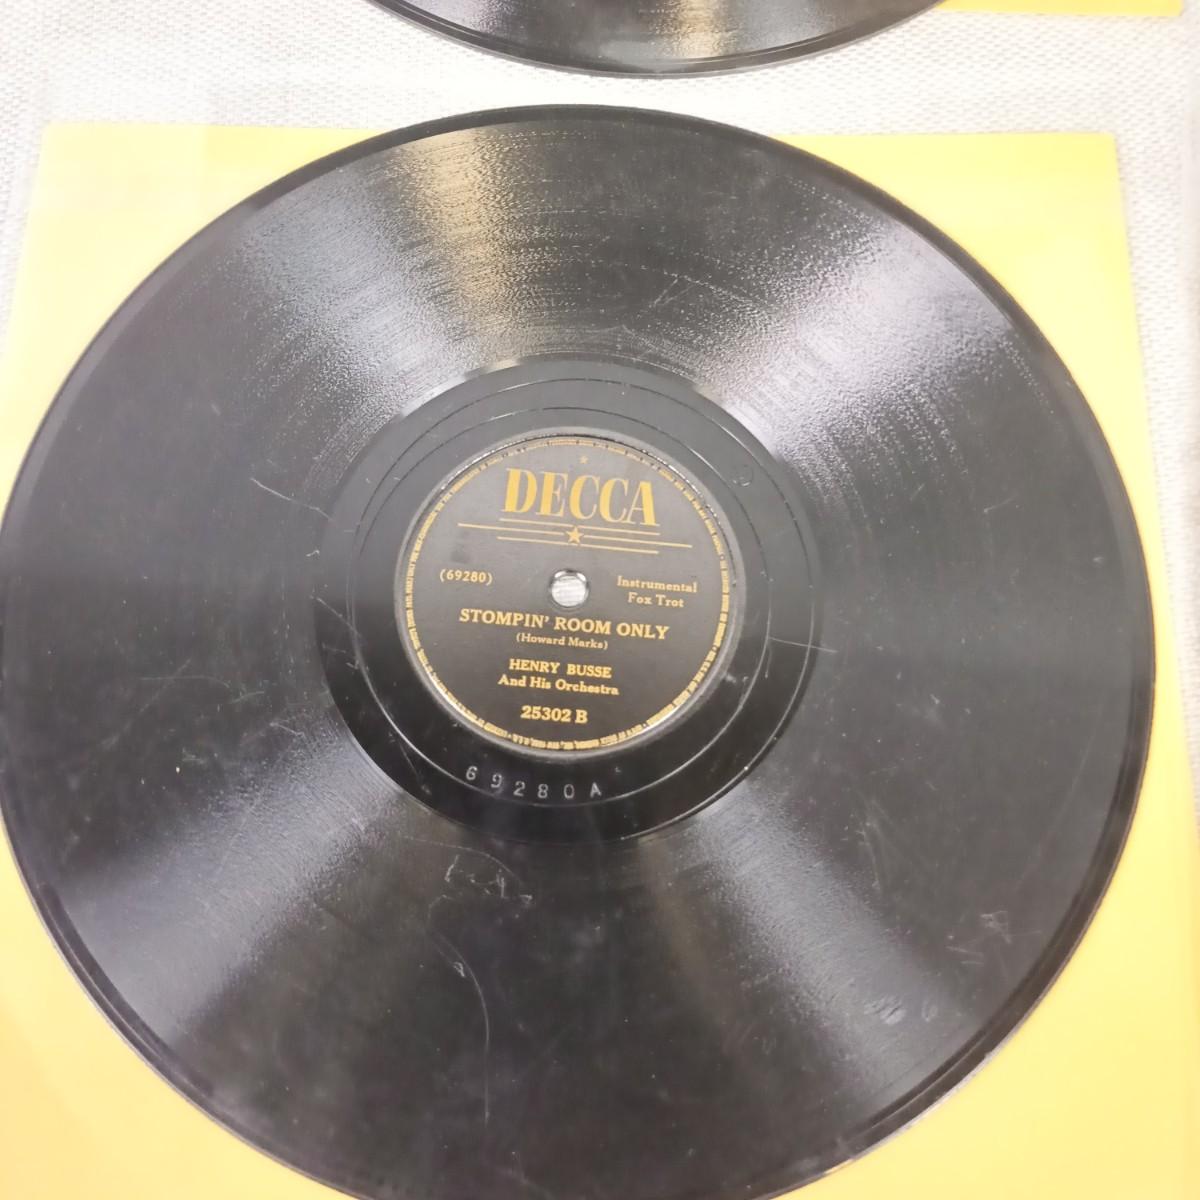 DECCA
(69280)
Instrumental
Fox Trot
STOMPIN' ROOM ONLY
(Howard Marks)
HENRY BUSSE
And His Orchestra
25302 B
69280A